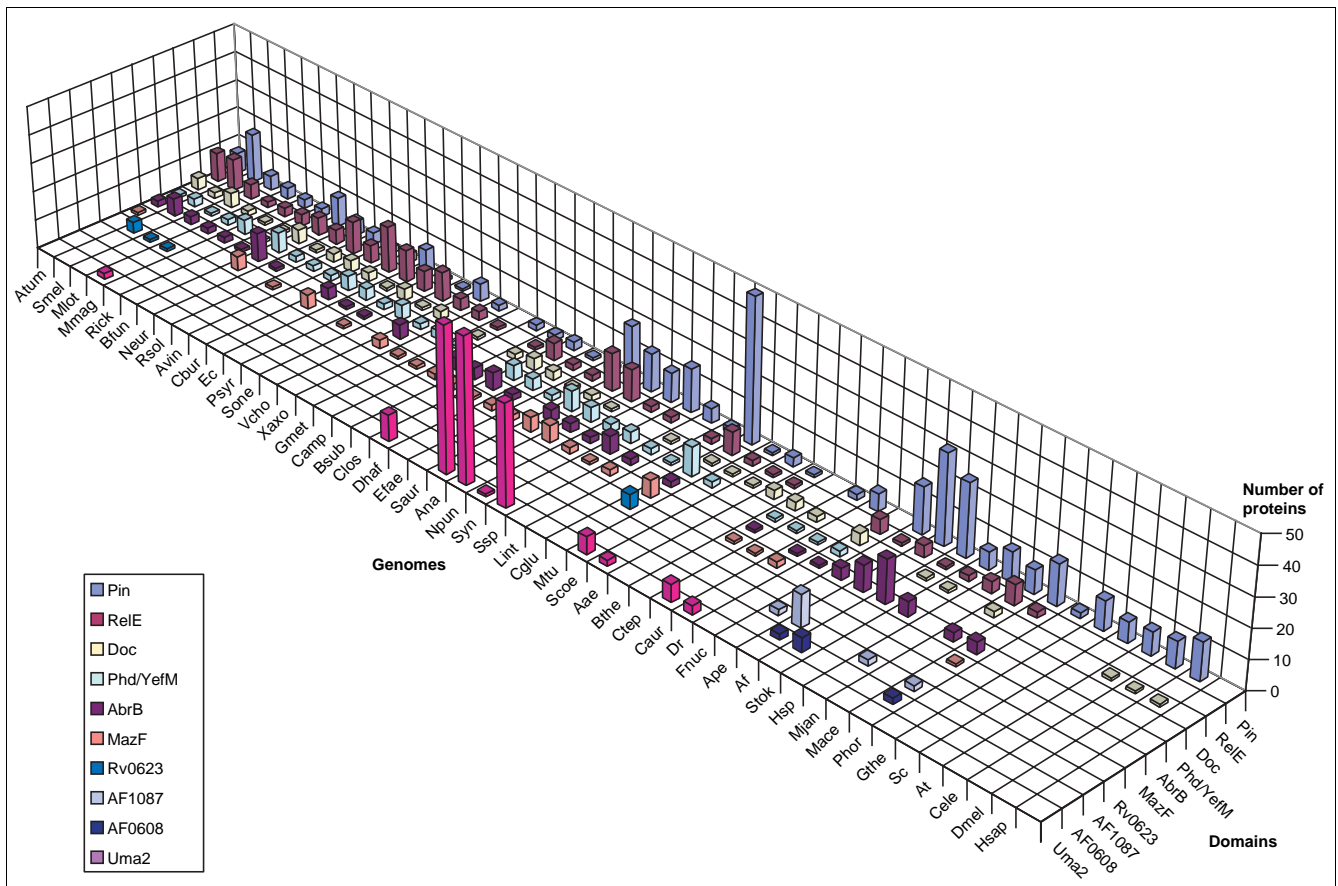 Atum
Smel
Mlot
Mmag
Rick
Bfun
Neur
Rsol
Avin
Cbur
Ec
Psyr
Sone
Vcho
Xaxo
Gmet
Camp
Bsub
Clos
Dhaf
Efae
Saur
Ana
Npun
Syn
Ssp
Lint
Cglu
Mtu
Scoe
Aae
Bthe
Ctep
Caur
Dr
Fnuc
Ape
Af
Stok
Hsp
Mjan
Mace
Phor
Gthe
Sc
At
Cele
Dmel
Hsap
Genomes
Number of
proteins
50
40
30
20
10
0
Pin
RelE
Doc
Phd/YefM
AbrB
MazF
Rv0623
AF1087
AF0608
Uma2
Domains
Pin
RelE
Doc
Phd/YefM
AbrB
MazF
Rv0623
AF1087
AF0608
Uma2